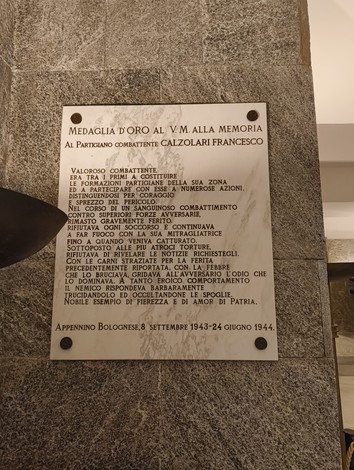 MEDAGLIA D'ORO AL V.M. ALLA MEMORIA
AL PARTIGIANO COMBATTENTE CALZOLARI FRANCESCO
VALOROSO COMBATTENTE
ERA TRA I PRIMI A COSTITUIRE
LE FORMAZIONI PARTIGIANE DELLA SUA ZONA
ED A PARTECIPARE CON ESSE A NUMEROSE AZIONI,
DISTINGUENDOSI PER CORAGGIO
E SPREZZO DEL PERICOLO.
NEL CORSO DI UN SANGUINOSO COMBATTIMENTO
CONTRO SUPERIORI FORZE AVVERSARIE,
RIMASTO GRAVEMENTE FERITO,
RIFIUTAVA OGNI SOCCORSO E CONTINUAVA
A FAR FUOCO CON LA SUA MITRAGLIATRICE
FINO A QUANDO VENIVA CATTURATO.
SOTTOPOSTO ALLE PIU ATROCI TORTURE,
RIFIUTAVA DI RIVELARE LE NOTIZIE RICHIESTEGLI.
CON LE CARNI STRAZIATE PER LA FERITA
PRECEDENTEMENTE RIPORTATA, CON LA FEBBRE
CHE LO BRUCIAVA, GRIDAVA ALL'AVVERSARIO L'ODIO CHE
LO DOMINAVA. A TANTO EROICO COMPORTAMENTO
IL NEMICO RISPONDEVA BARBARAMENTE
TRUCIDANDOLO ED OCCULTANDONE LE SPOGLIE.
NOBILE ESEMPIO DI FIEREZZA E DI AMOR DI PATRIA.
APPENNINO BOLOGNESE, 8 SETTEMBRE 1943-24 GIUGNO 1944